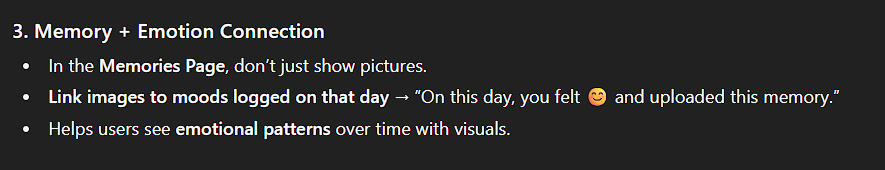 3. Memory + Emotion Connection
• In the Memories Page, don’t just show pictures.
• Link images to moods logged on that day → “On this day, you felt 😊 and uploaded this memory.”
• Helps users see emotional patterns over time with visuals.